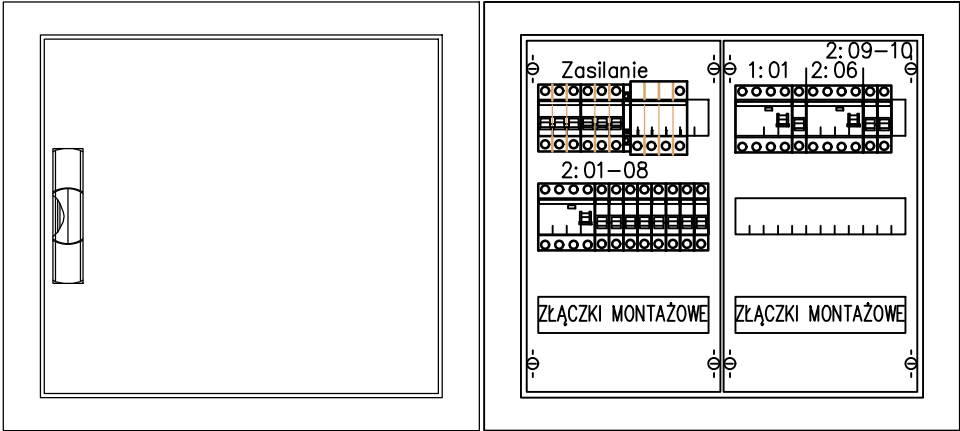 Zasilanie
2:01-08
ZŁĄCZKI MONTAŻOWE
2:09-10
1:01 2:06
ZŁĄCZKI MONTAŻOWE